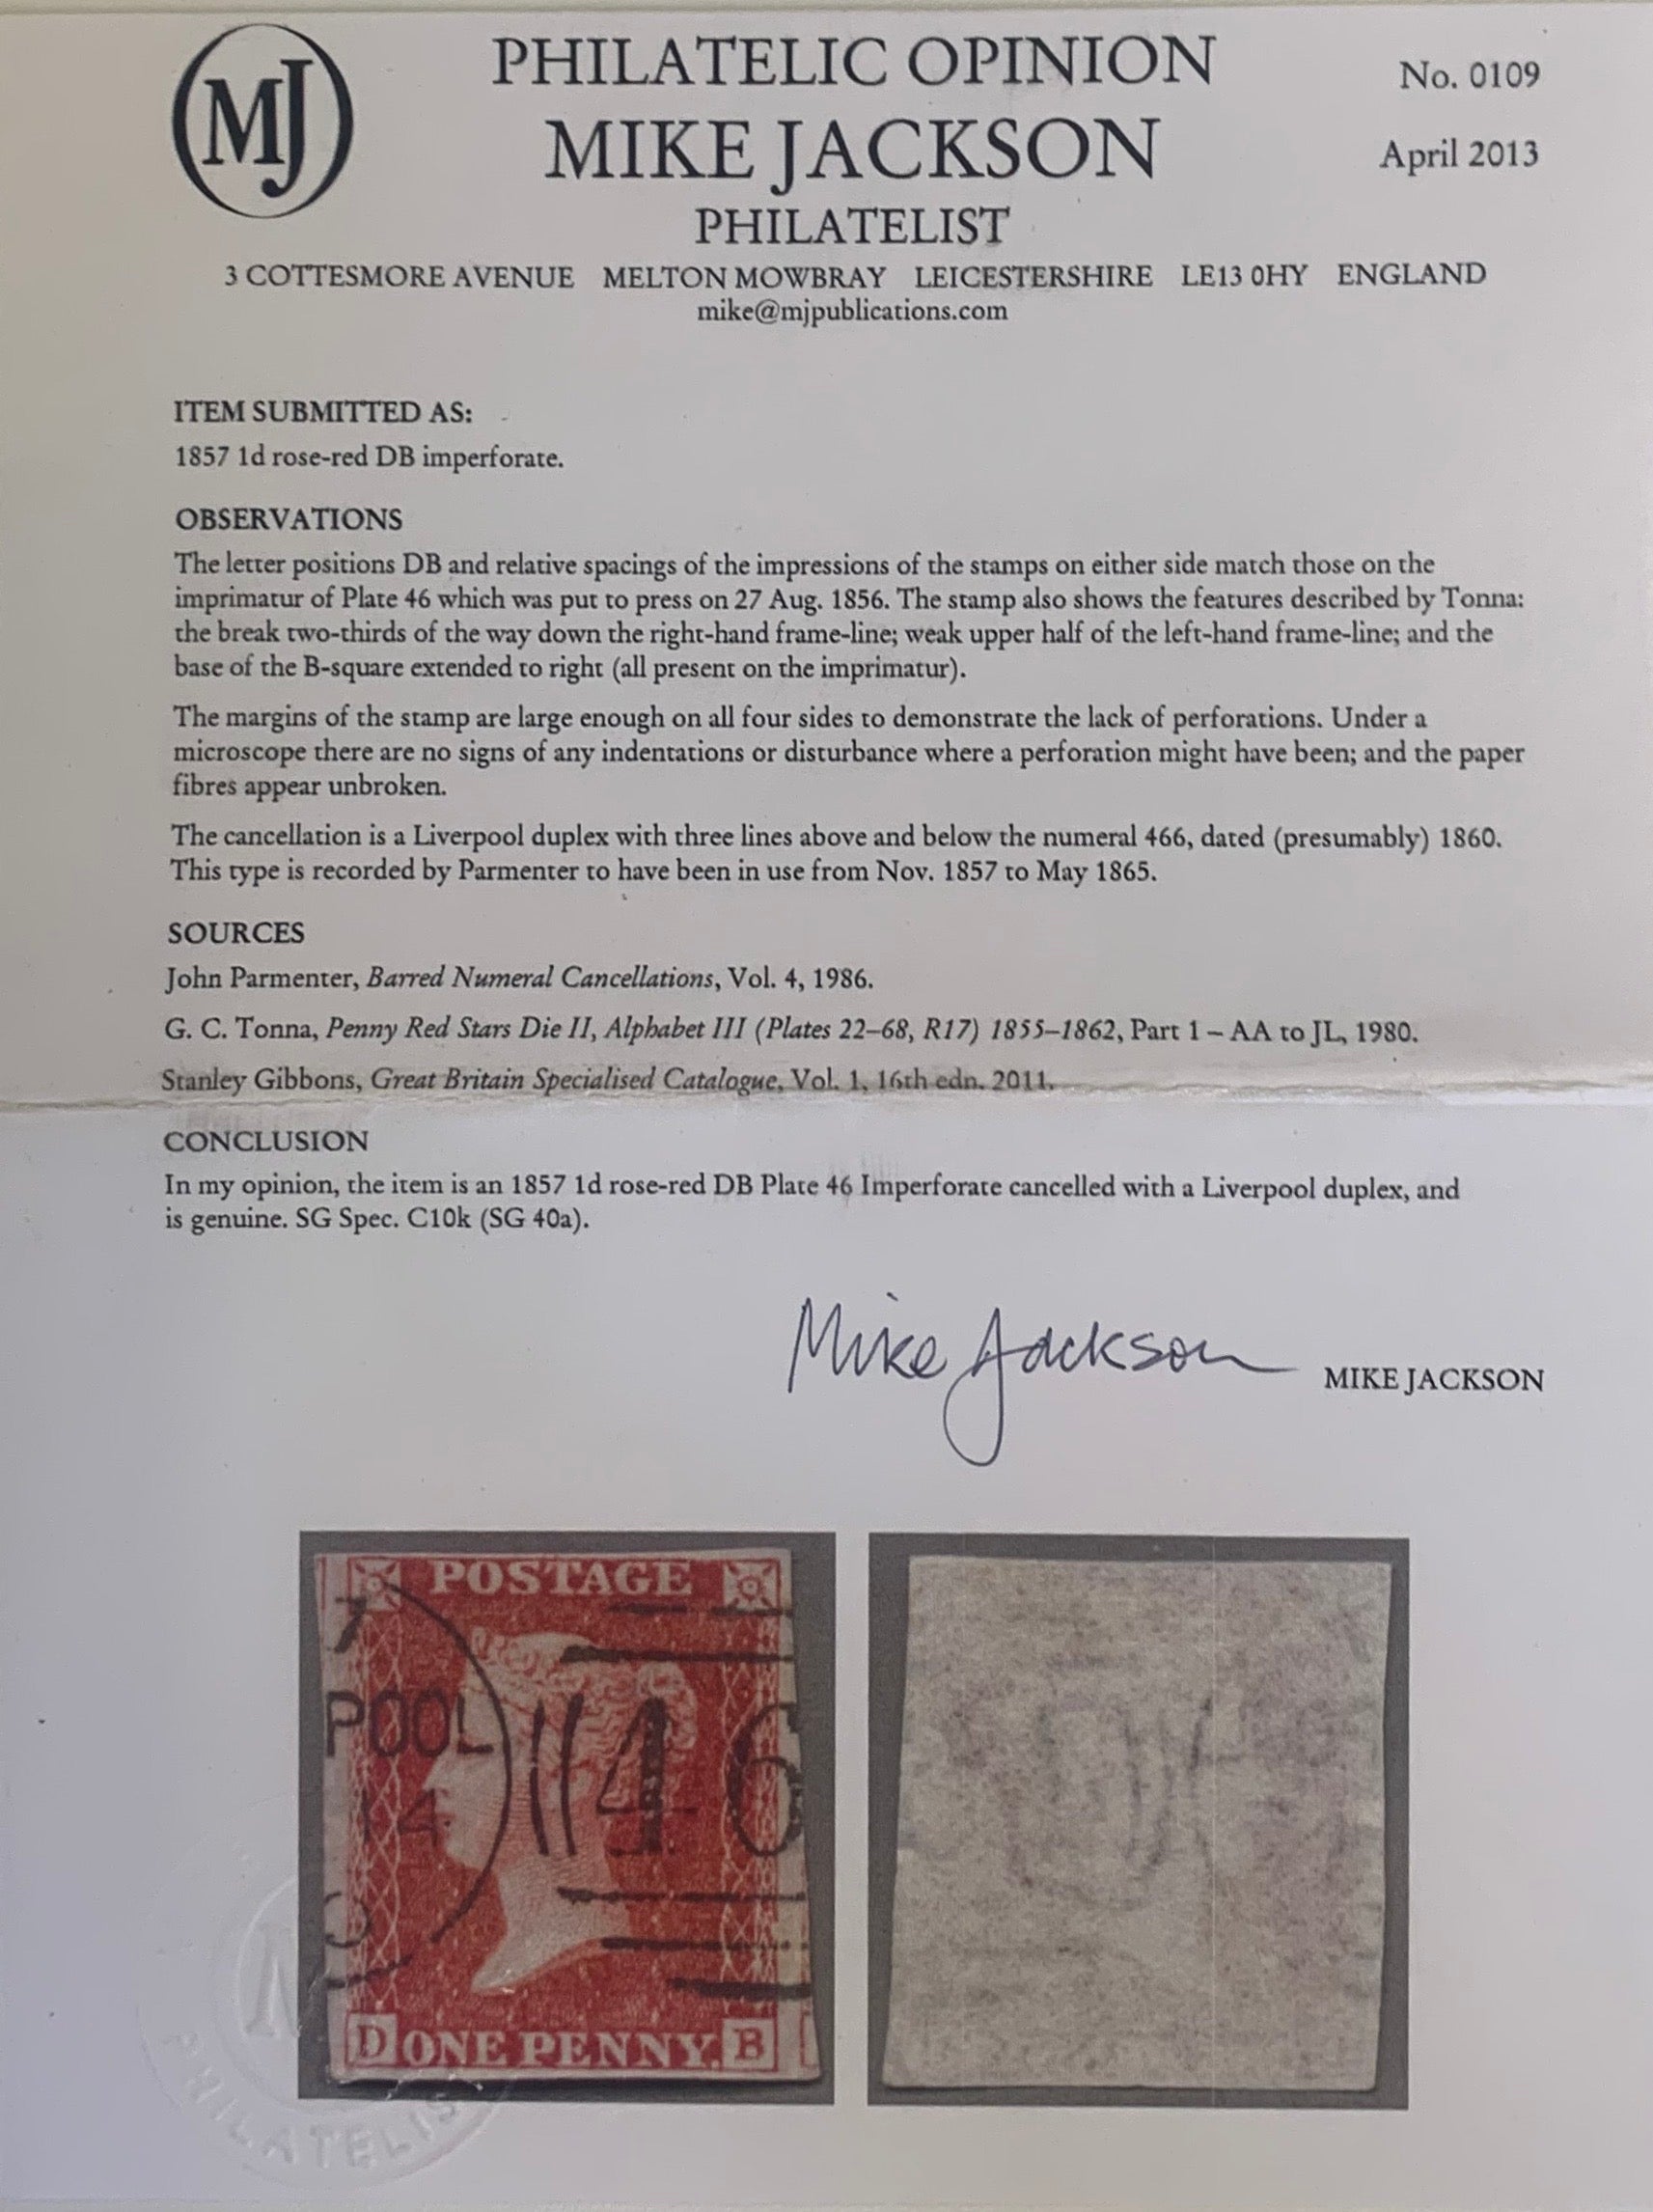 MJ
PHILATELIC OPINION
No. 0109
MIKE JACKSON
April 2013
PHILATELIST
3 COTTESMORE AVENUE MELTON MOWBRAY LEICESTERSHIRE LE13 0HY ENGLAND
mike@mjpublications.com
ITEM SUBMITTED AS:
1857 1d rose-red DB imperforate.
OBSERVATIONS
The letter positions DB and relative spacings of the impressions of the stamps on either side match those on the
imprimatur of Plate 46 which was put to press on 27 Aug. 1856. The stamp also shows the features described by Tonna:
the break two-thirds of the way down the right-hand frame-line; weak upper half of the left-hand frame-line; and the
base of the B-square extended to right (all present on the imprimatur).
The margins of the stamp are large enough on all four sides to demonstrate the lack of perforations. Under a
microscope there are no signs of any indentations or disturbance where a perforation might have been; and the paper
fibres appear unbroken.
The cancellation is a Liverpool duplex with three lines above and below the numeral 466, dated (presumably) 1860.
This type is recorded by Parmenter to have been in use from Nov. 1857 to May 1865.
SOURCES
John Parmenter, Barred Numeral Cancellations, Vol. 4, 1986.
G. C. Tonna, Penny Red Stars Die II, Alphabet III (Plates 22–68, R17) 1855–1862, Part 1 – AA to JL, 1980.
Stanley Gibbons, Great Britain Specialised Catalogue, Vol. 1, 16th edn. 2011.
CONCLUSION
In my opinion, the item is an 1857 1d rose-red DB Plate 46 Imperforate cancelled with a Liverpool duplex, and
is genuine. SG Spec. C10k (SG 40a).
Mike Jackson
MIKE JACKSON
POSTAGE
POOL
46
14
D ONE PENNY. B
PHILATELIS